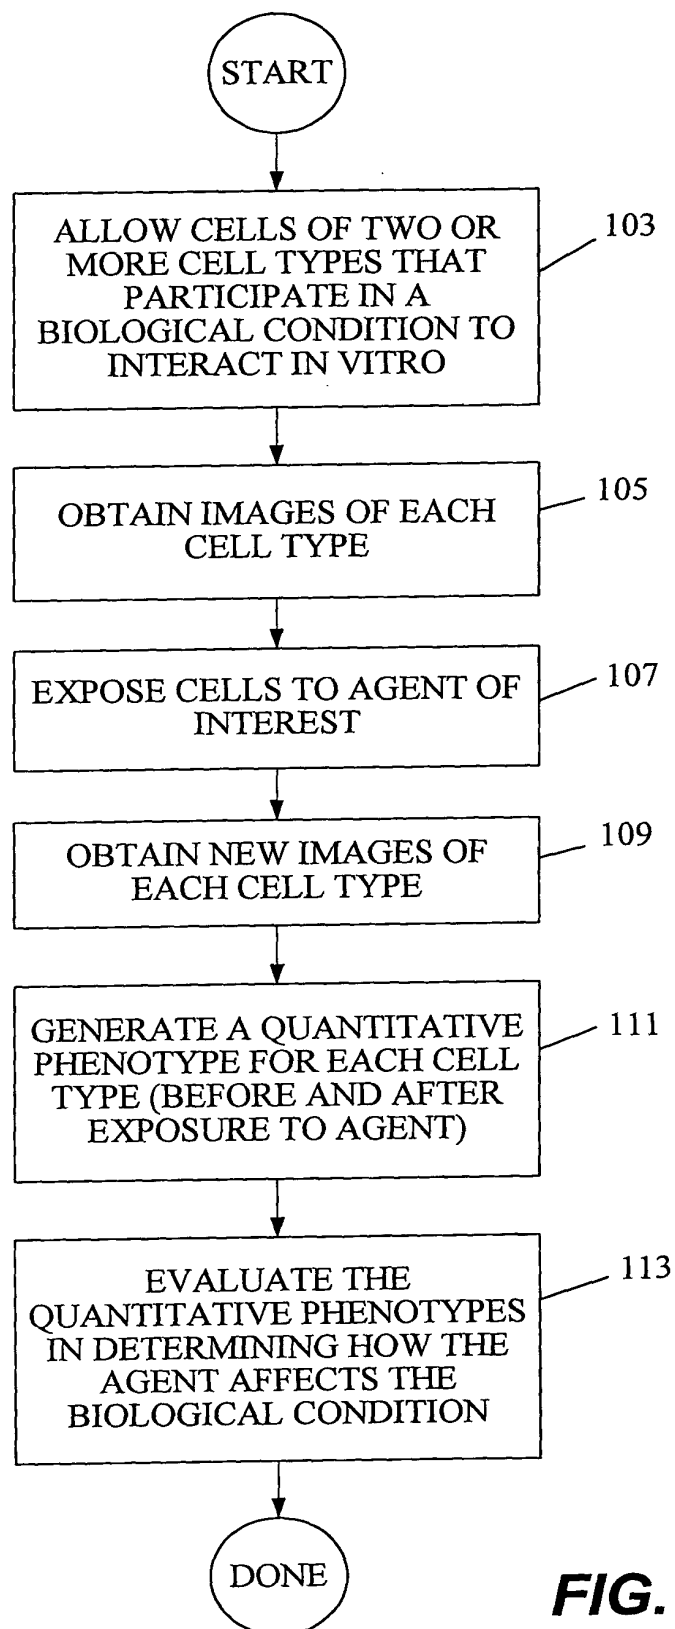 START
ALLOW CELLS OF TWO OR
MORE CELL TYPES THAT
PARTICIPATE IN A
BIOLOGICAL CONDITION TO
INTERACT IN VITRO
103
OBTAIN IMAGES OF EACH
CELL TYPE
105
EXPOSE CELLS TO AGENT OF
INTEREST
107
OBTAIN NEW IMAGES OF
EACH CELL TYPE
109
GENERATE A QUANTITATIVE
PHENOTYPE FOR EACH CELL
TYPE (BEFORE AND AFTER
EXPOSURE TO AGENT)
111
EVALUATE THE
QUANTITATIVE PHENOTYPES
IN DETERMINING HOW THE
AGENT AFFECTS THE
BIOLOGICAL CONDITION
113
DONE
FIG.